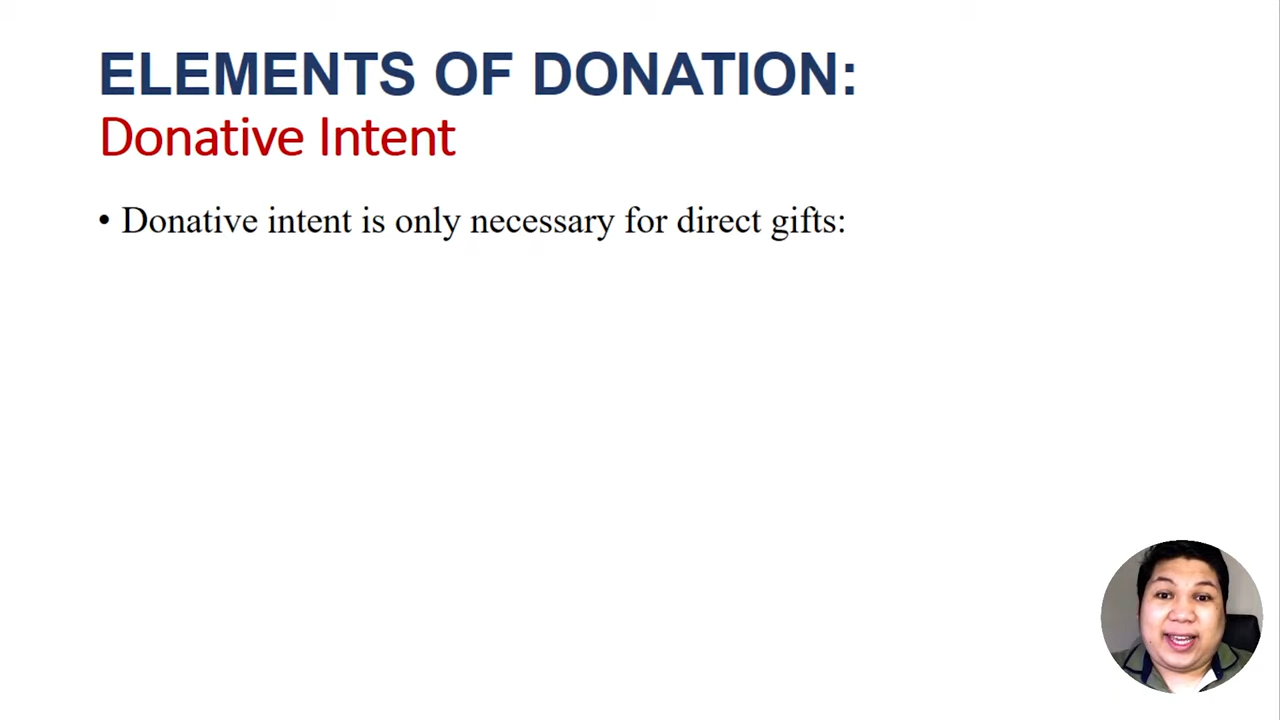 ELEMENTS OF DONATION:
Donative Intent
• Donative intent is only necessary for direct gifts: